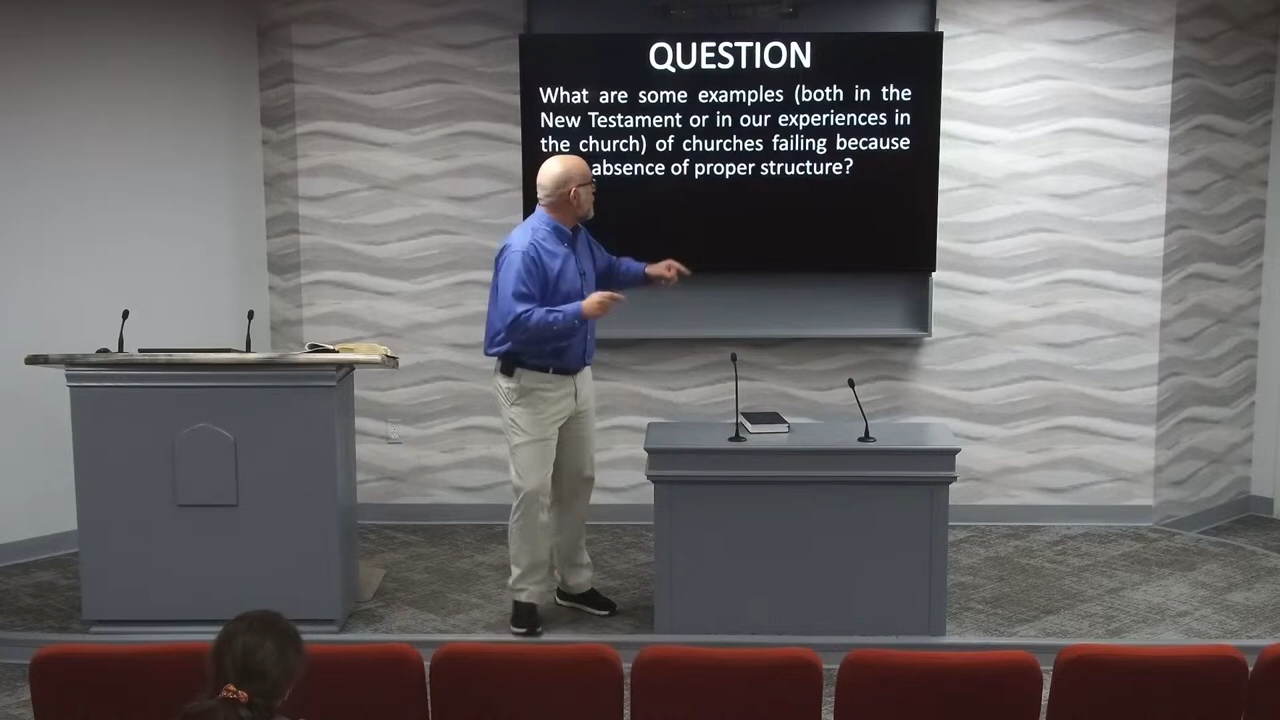 QUESTION
What are some examples (both in the
New Testament or in our experiences in
the church) of churches failing because
absence of proper structure?